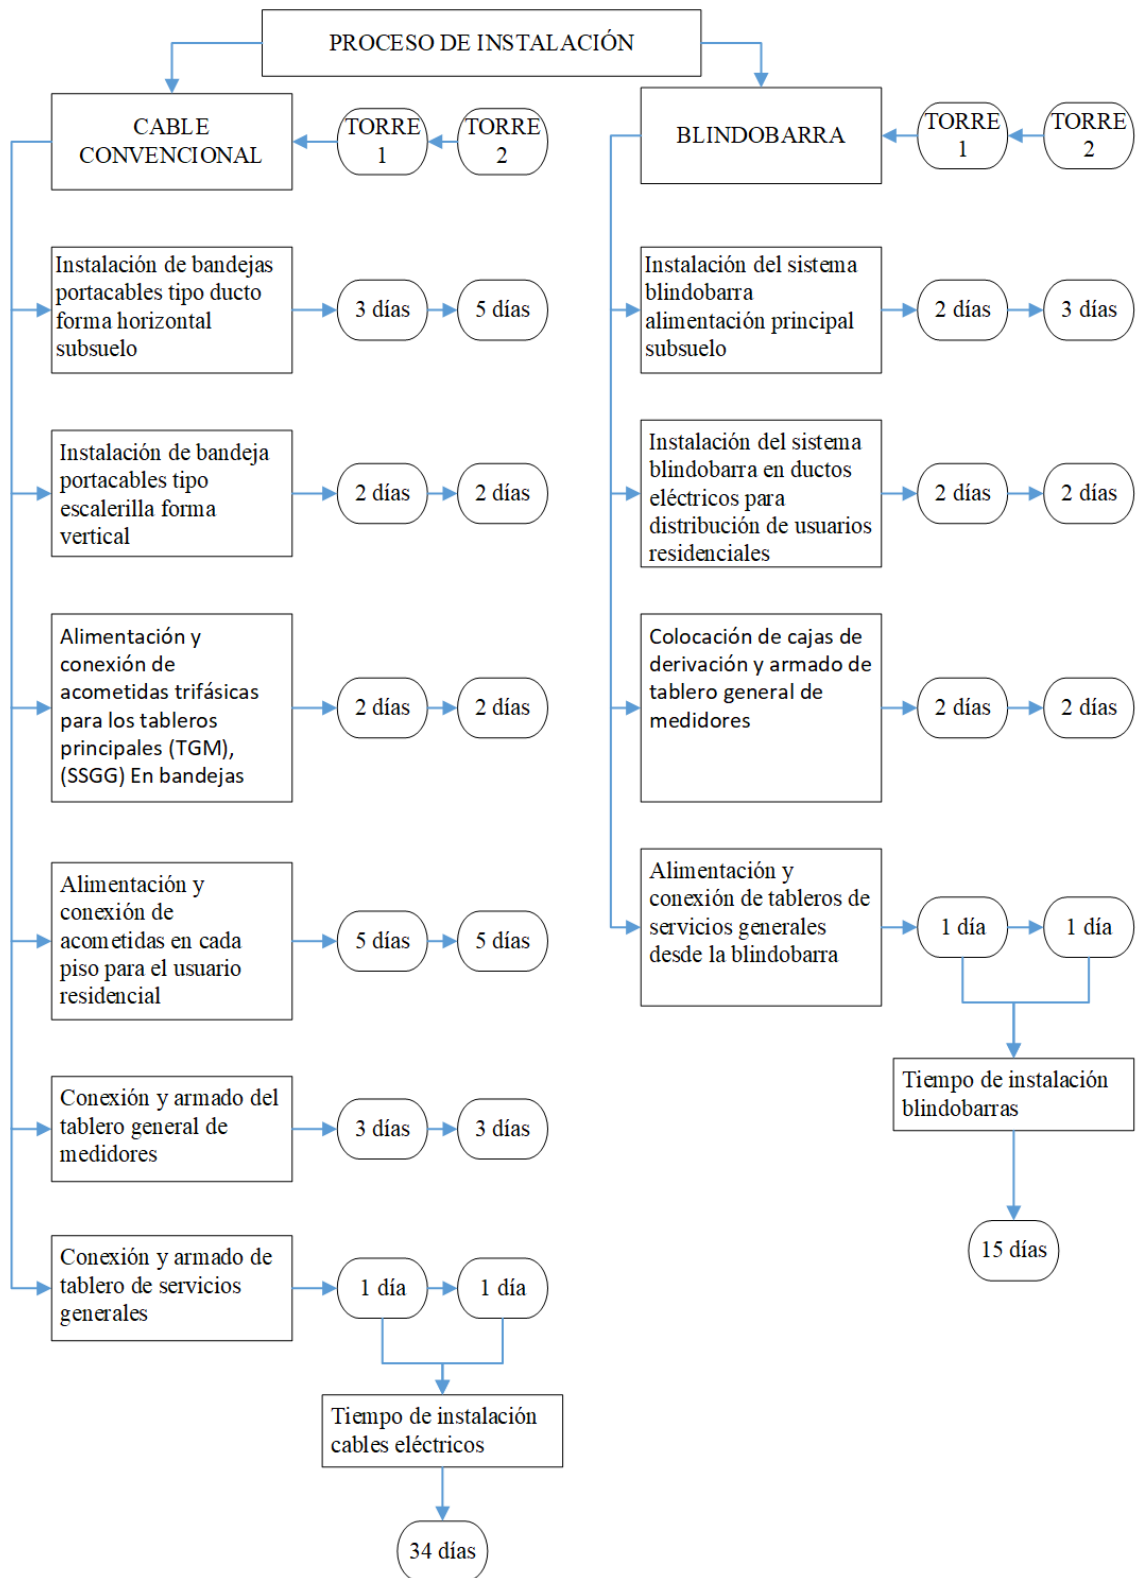 PROCESO DE INSTALACIÓN
CABLE
CONVENCIONAL
TORRE
1
TORRE
2
Instalación de bandejas
portacables tipo ducto
forma horizontal
subsuelo
3 días
5 días
Instalación de bandeja
portacables tipo
escalerilla forma
vertical
2 días
2 días
Alimentación y
conexión de
acometidas trifásicas
para los tableros
principales (TGM),
(SSGG) En bandejas
2 días
2 días
Alimentación y
conexión de
acometidas en cada
piso para el usuario
residencial
5 días
5 días
Conexión y armado del
tablero general de
medidores
3 días
3 días
Conexión y armado de
tablero de servicios
generales
1 día
1 día
Tiempo de instalación
cables eléctricos
34 días
BLINDOBARRA
TORRE
1
TORRE
2
Instalación del sistema
blindobarra
alimentación principal
subsuelo
2 días
3 días
Instalación del sistema
blindobarra en ductos
eléctricos para
distribución de usuarios
residenciales
2 días
2 días
Colocación de cajas de
derivación y armado de
tablero general de
medidores
2 días
2 días
Alimentación y
conexión de tableros de
servicios generales
desde la blindobarra
1 día
1 día
Tiempo de instalación
blindobarras
15 días